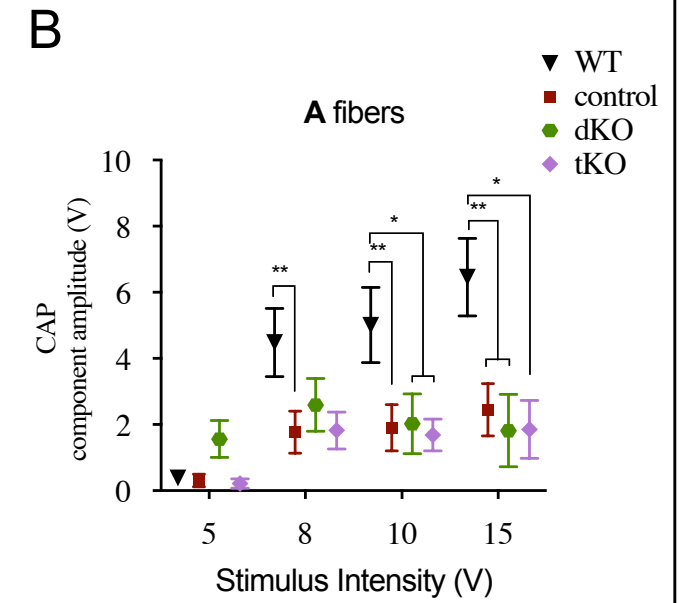 B
WT
control
dKO
tKO
A fibers
CAP
component amplitude (V)
10
8
6
4
2
0
**
**
*
**
*
5
8
10
15
Stimulus Intensity (V)